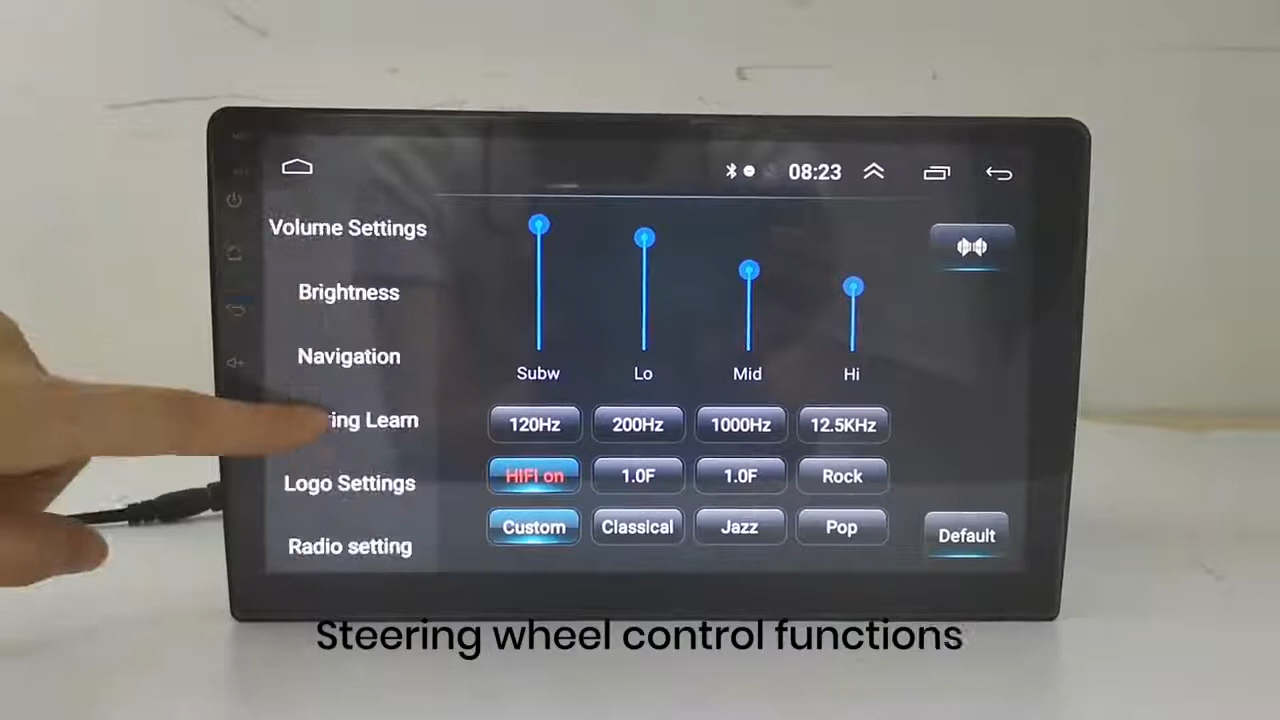 08:23
Volume Settings
Brightness
Navigation
ring Learn
Logo Settings
Radio setting
Subw Lo Mid Hi
120Hz 200Hz 1000Hz 12.5KHz
HIFI on 1.0F 1.0F Rock
Custom Classical Jazz Pop
Default
Steering wheel control functions